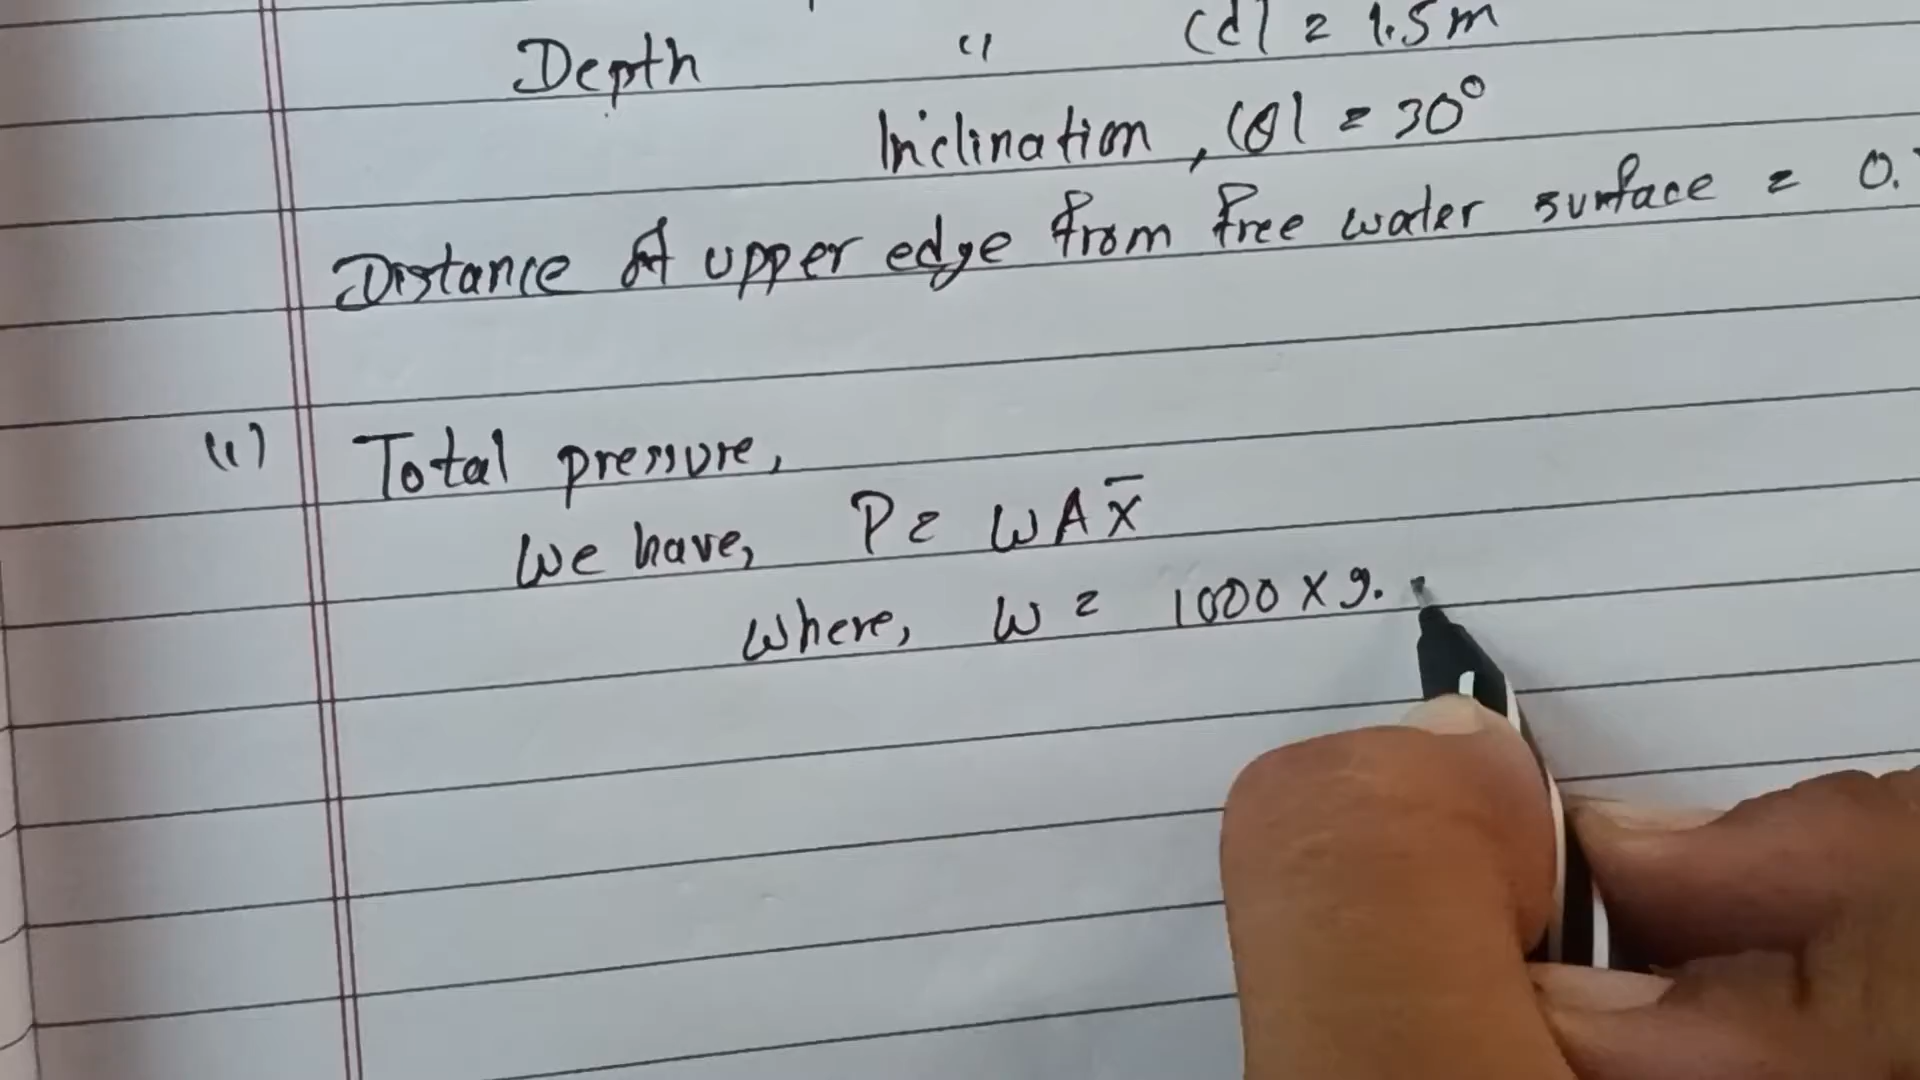 Depth " (d) = 1.5m
Inclination, (θ) = 30°
Distance of upper edge from free water surface = 0.
(i) Total pressure,
We have, P = wAx̄
Where, w = 1000 × 9.